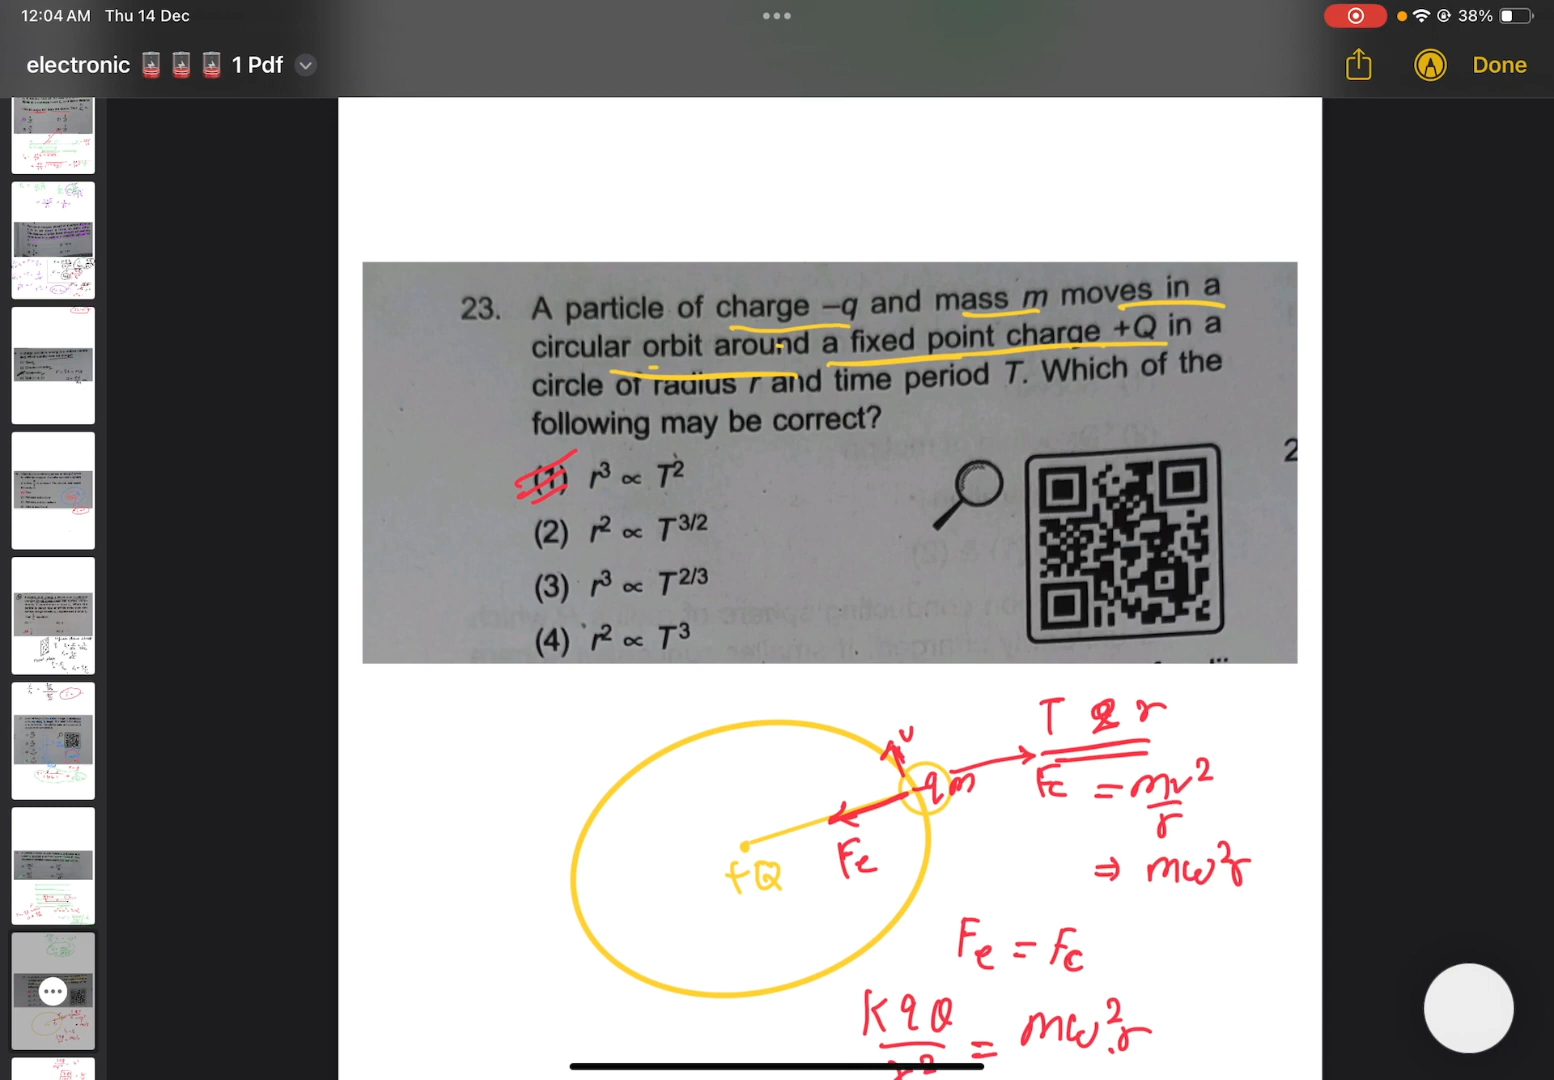 12:04 AM Thu 14 Dec
38%
electronic 🪫 🪫 🪫 1 Pdf
Done
23. A particle of charge –q and mass m moves in a
circular orbit around a fixed point charge +Q in a
circle of radius r and time period T. Which of the
following may be correct?
(1) r³ ∝ T²
(2) r² ∝ T^3/2
(3) r³ ∝ T^2/3
(4) r² ∝ T³
2
T & r
v
-q m
Fc = mv²/r
Fe
+Q
⇒ mω²r
Fe = Fc
KqQ/r² = mω²r